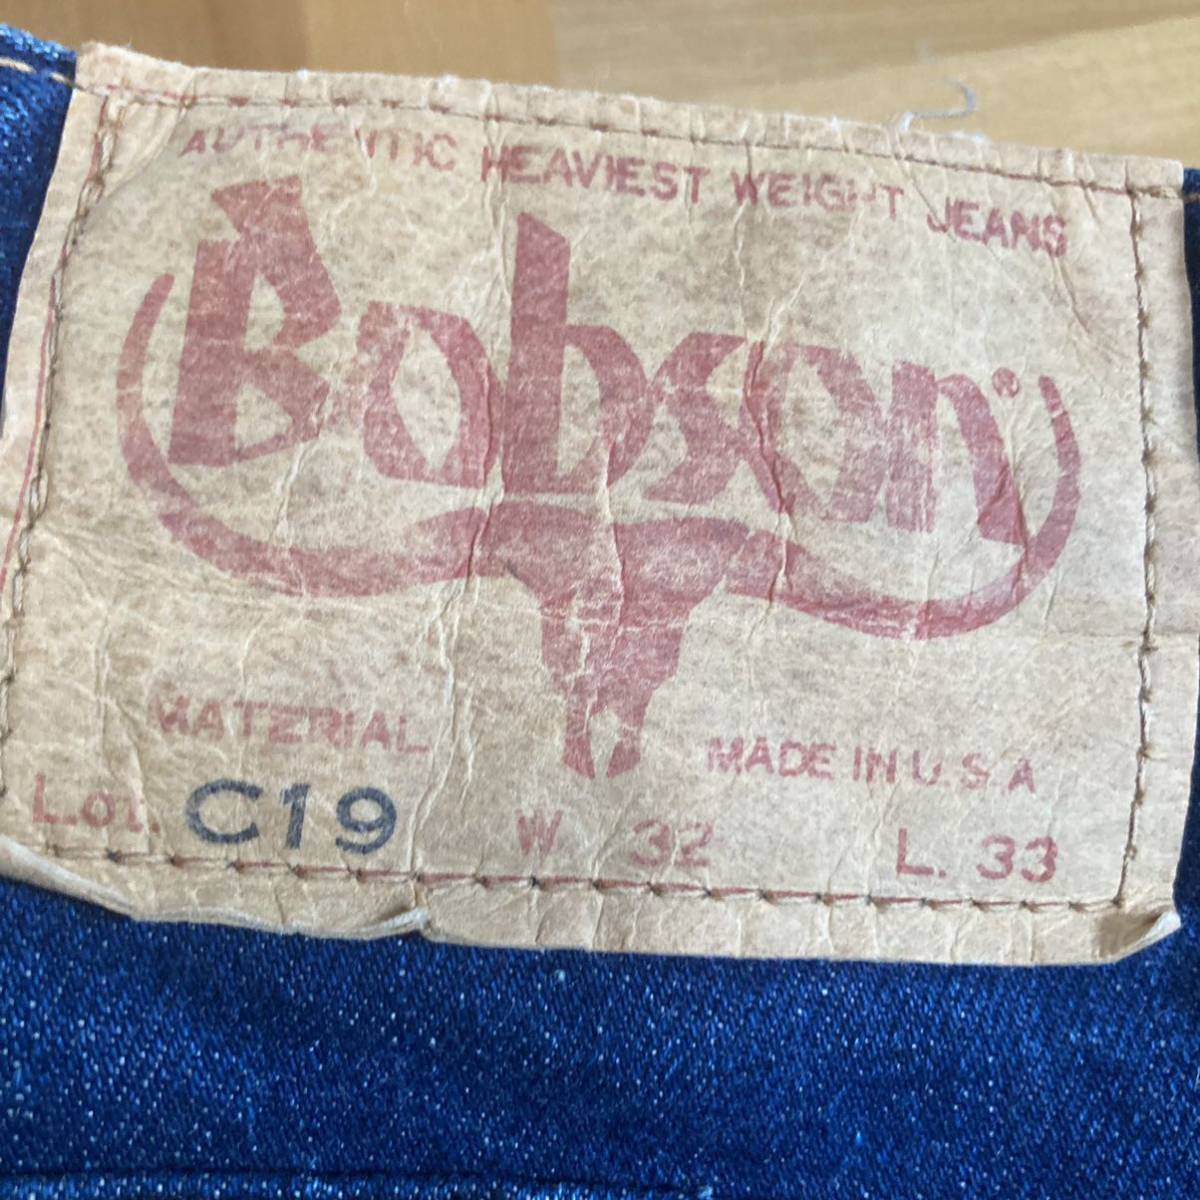 AUTHENTIC HEAVIEST WEIGHT JEANS
Bobson®
MATERIAL MADE IN U.S.A
Lot. C19 W 32 L. 33